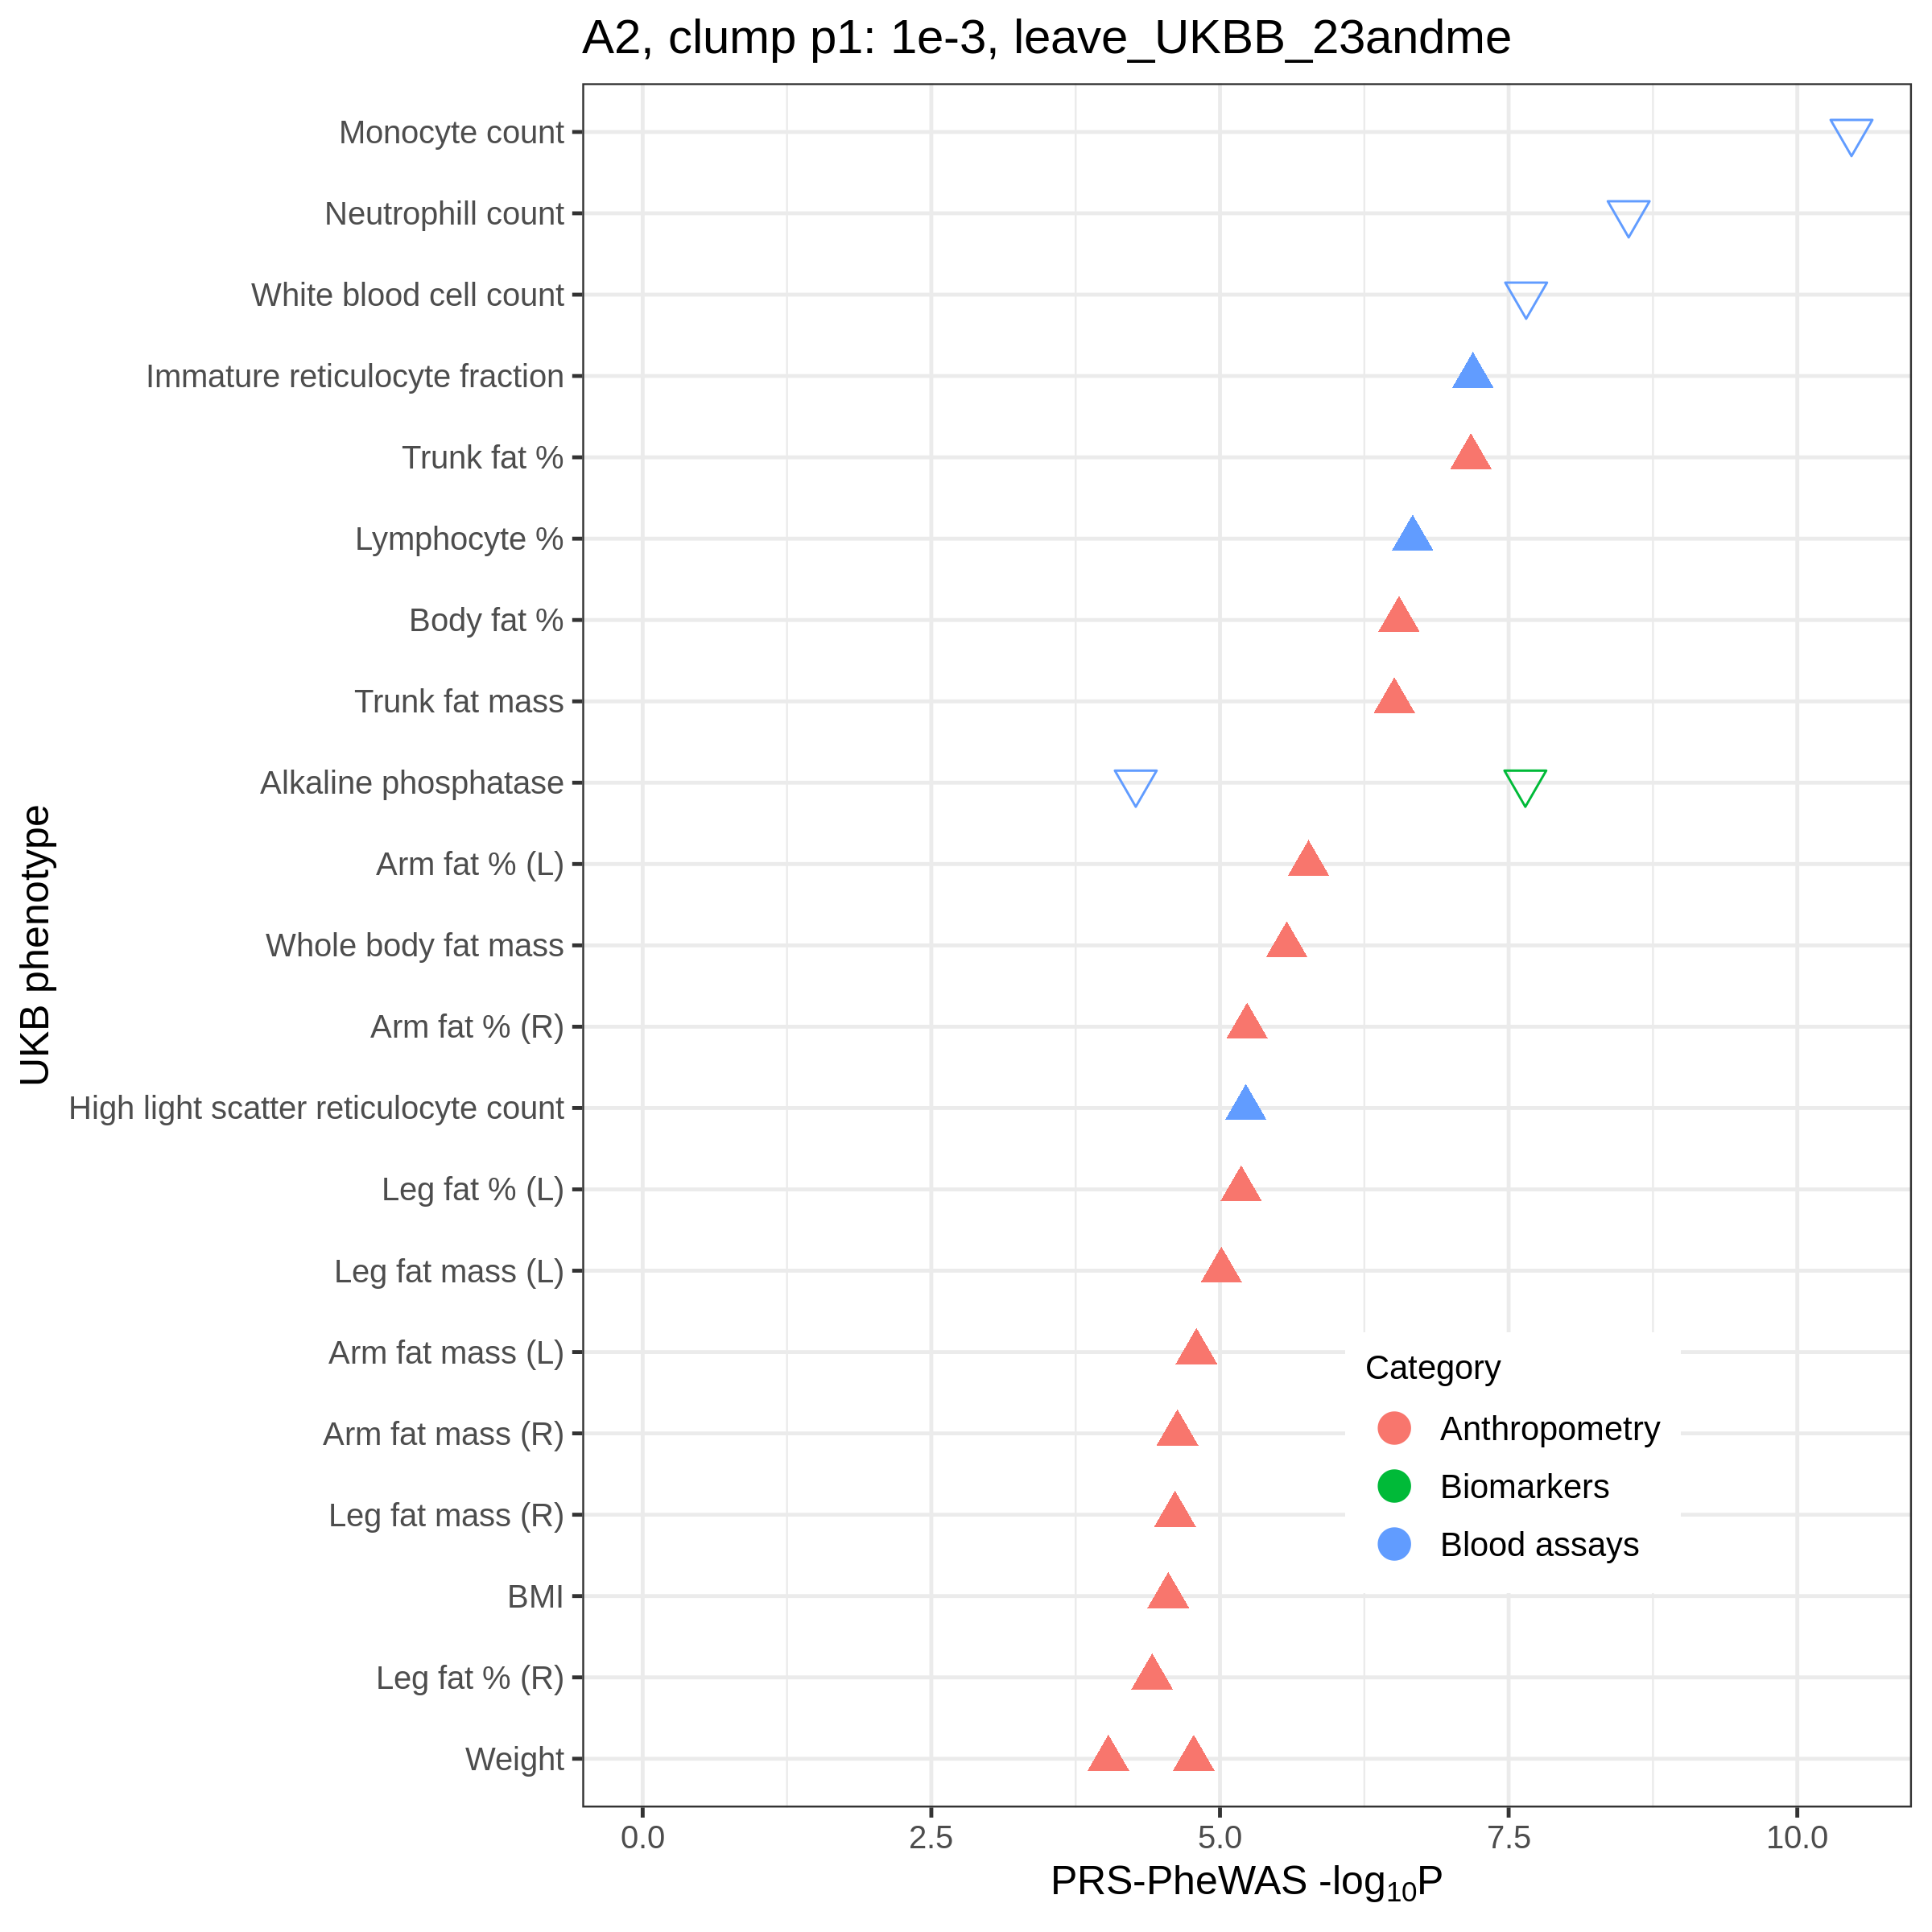 A2, clump p1: 1e-3, leave_UKBB_23andme
Monocyte count
Neutrophill count
White blood cell count
Immature reticulocyte fraction
Trunk fat %
Lymphocyte %
Body fat %
Trunk fat mass
Alkaline phosphatase
Arm fat % (L)
Whole body fat mass
Arm fat % (R)
High light scatter reticulocyte count
Leg fat % (L)
Leg fat mass (L)
Arm fat mass (L)
Arm fat mass (R)
Leg fat mass (R)
BMI
Leg fat % (R)
Weight
UKB phenotype
Category
Anthropometry
Biomarkers
Blood assays
0.0 2.5 5.0 7.5 10.0
PRS-PheWAS -log₁₀P